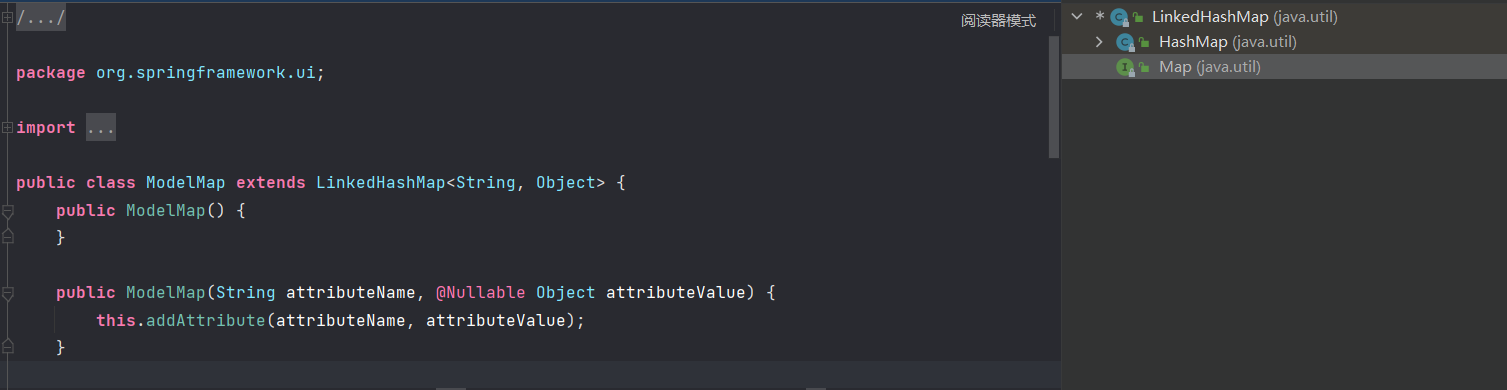 /.../
阅读器模式
package org.springframework.ui;
import ...
public class ModelMap extends LinkedHashMap<String, Object> {
    public ModelMap() {
    }
    public ModelMap(String attributeName, @Nullable Object attributeValue) {
        this.addAttribute(attributeName, attributeValue);
    }
* LinkedHashMap (java.util)
HashMap (java.util)
Map (java.util)